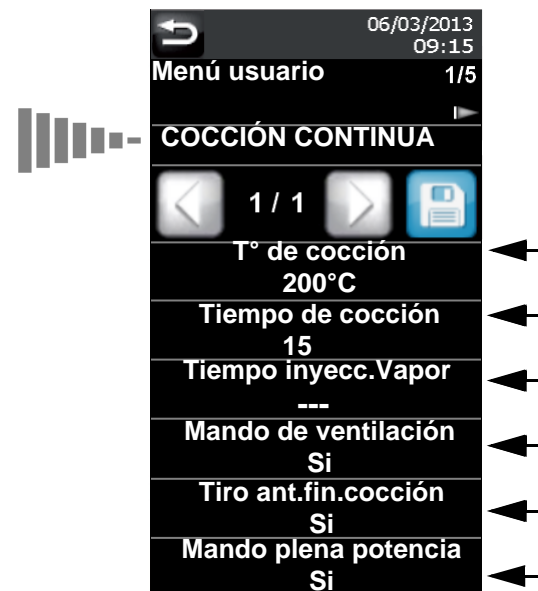 06/03/2013
09:15
Menú usuario 1/5
COCCIÓN CONTINUA
1 / 1
T° de cocción
200°C
Tiempo de cocción
15
Tiempo inyecc.Vapor
---
Mando de ventilación
Si
Tiro ant.fin.cocción
Si
Mando plena potencia
Si